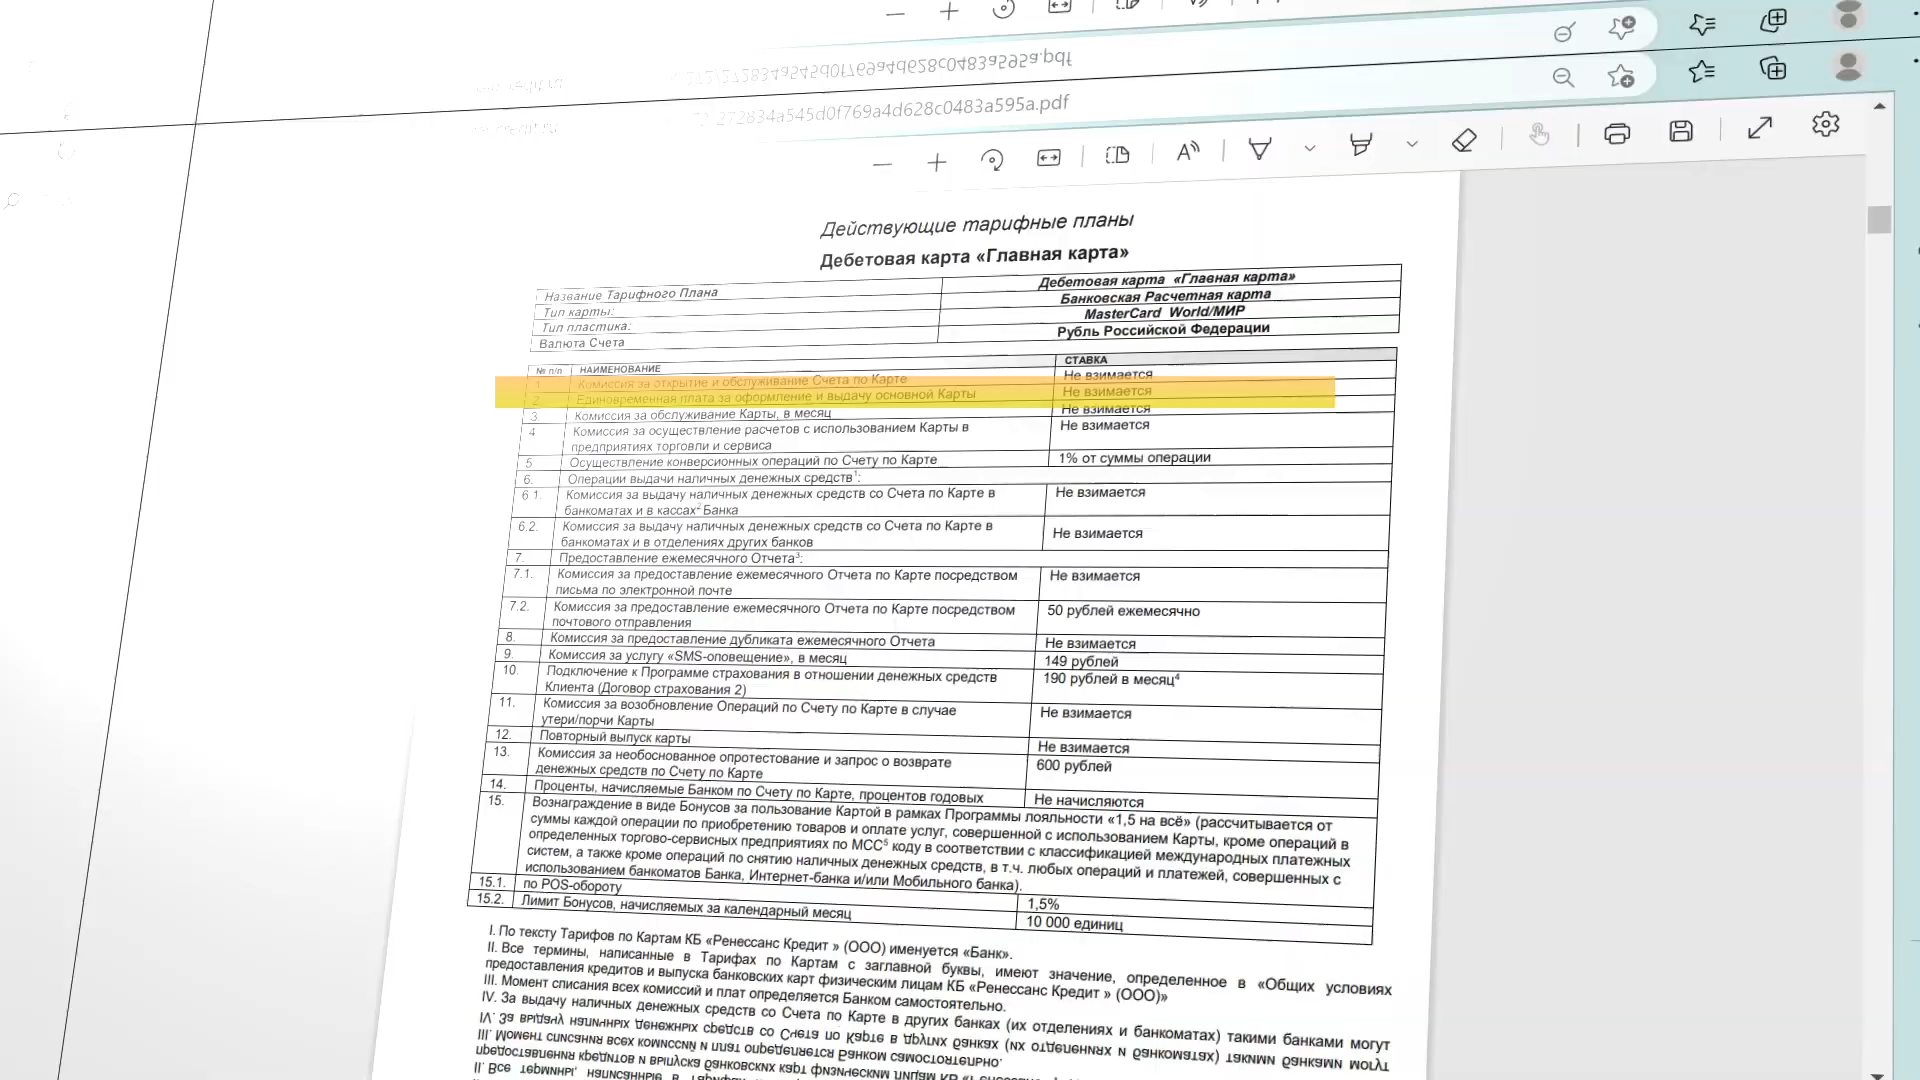 272834a545d0f769a4d628c0483a595a.pdf
Действующие тарифные планы
Дебетовая карта «Главная карта»
Название Тарифного Плана Дебетовая карта «Главная карта»
Тип карты: Банковская Расчетная карта
Тип пластика: MasterCard World/МИР
Валюта Счета Рубль Российской Федерации
№ п/п НАИМЕНОВАНИЕ СТАВКА
1. Комиссия за открытие и обслуживание Счета по Карте Не взимается
2. Единовременная плата за оформление и выдачу основной Карты Не взимается
3. Комиссия за обслуживание Карты, в месяц Не взимается
4 Комиссия за осуществление расчетов с использованием Карты в Не взимается
предприятиях торговли и сервиса
5 Осуществление конверсионных операций по Счету по Карте 1% от суммы операции
6. Операции выдачи наличных денежных средств1:
6.1. Комиссия за выдачу наличных денежных средств со Счета по Карте в Не взимается
банкоматах и в кассах2 Банка
6.2. Комиссия за выдачу наличных денежных средств со Счета по Карте в Не взимается
банкоматах и в отделениях других банков
7. Предоставление ежемесячного Отчета3:
7.1. Комиссия за предоставление ежемесячного Отчета по Карте посредством Не взимается
письма по электронной почте
7.2. Комиссия за предоставление ежемесячного Отчета по Карте посредством 50 рублей ежемесячно
почтового отправления
8. Комиссия за предоставление дубликата ежемесячного Отчета Не взимается
9. Комиссия за услугу «SMS-оповещение», в месяц 149 рублей
10. Подключение к Программе страхования в отношении денежных средств 190 рублей в месяц4
Клиента (Договор страхования 2)
11. Комиссия за возобновление Операций по Счету по Карте в случае Не взимается
утери/порчи Карты
12. Повторный выпуск карты Не взимается
13. Комиссия за необоснованное опротестование и запрос о возврате 600 рублей
денежных средств по Счету по Карте
14. Проценты, начисляемые Банком по Счету по Карте, процентов годовых Не начисляются
15. Вознаграждение в виде Бонусов за пользование Картой в рамках Программы лояльности «1,5 на всё» (рассчитывается от
суммы каждой операции по приобретению товаров и оплате услуг, совершенной с использованием Карты, кроме операций в
определенных торгово-сервисных предприятиях по МСС5 коду в соответствии с классификацией международных платежных
систем, а также кроме операций по снятию наличных денежных средств, в т.ч. любых операций и платежей, совершенных с
использованием банкоматов Банка, Интернет-банка и/или Мобильного банка).
15.1. по POS-обороту 1,5%
15.2. Лимит Бонусов, начисляемых за календарный месяц 10 000 единиц
I. По тексту Тарифов по Картам КБ «Ренессанс Кредит » (ООО) именуется «Банк».
II. Все термины, написанные в Тарифах по Картам с заглавной буквы, имеют значение, определенное в «Общих условиях
предоставления кредитов и выпуска банковских карт физическим лицам КБ «Ренессанс Кредит » (ООО)»
III. Момент списания всех комиссий и плат определяется Банком самостоятельно.
IV. За выдачу наличных денежных средств со Счета по Карте в других банках (их отделениях и банкоматах) такими банками могут